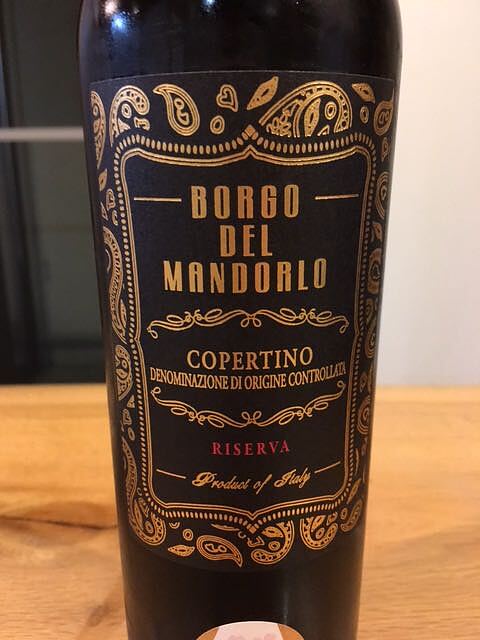 BORGO
DEL
MANDORLO
COPERTINO
DENOMINAZIONE DI ORIGINE CONTROLLATA
RISERVA
Product of Italy